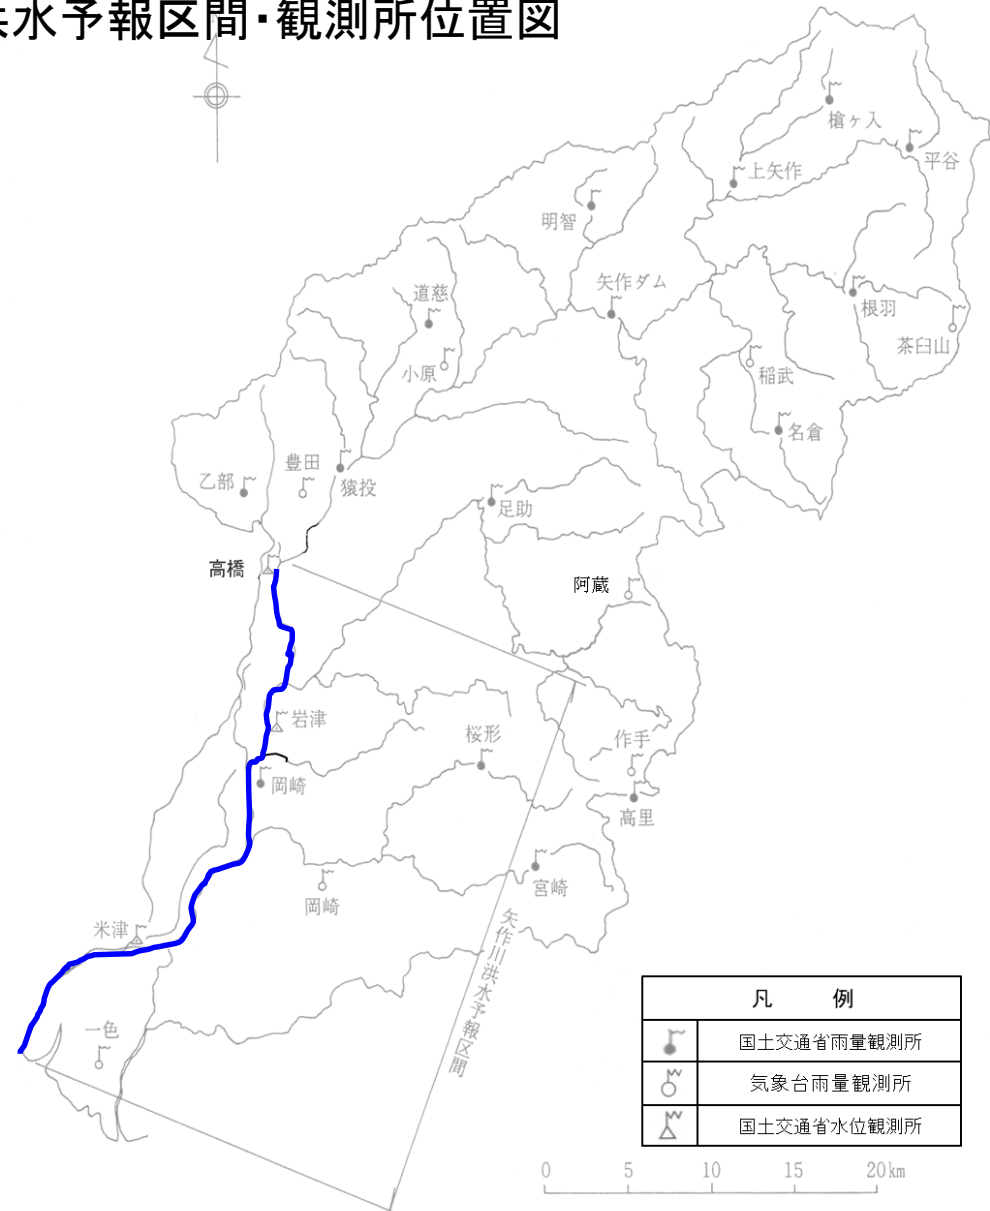 水予報区間・観測所位置図
槍ヶ入
平谷
上矢作
明智
矢作ダム
道慈
根羽
茶臼山
小原
稲武
名倉
豊田
乙部
猿投
足助
高橋
阿蔵
岩津
桜形
作手
岡崎
高里
宮崎
岡崎
米津
矢作川洪水予報区間
一色
凡 例
国土交通省雨量観測所
気象台雨量観測所
国土交通省水位観測所
0 5 10 15 20km